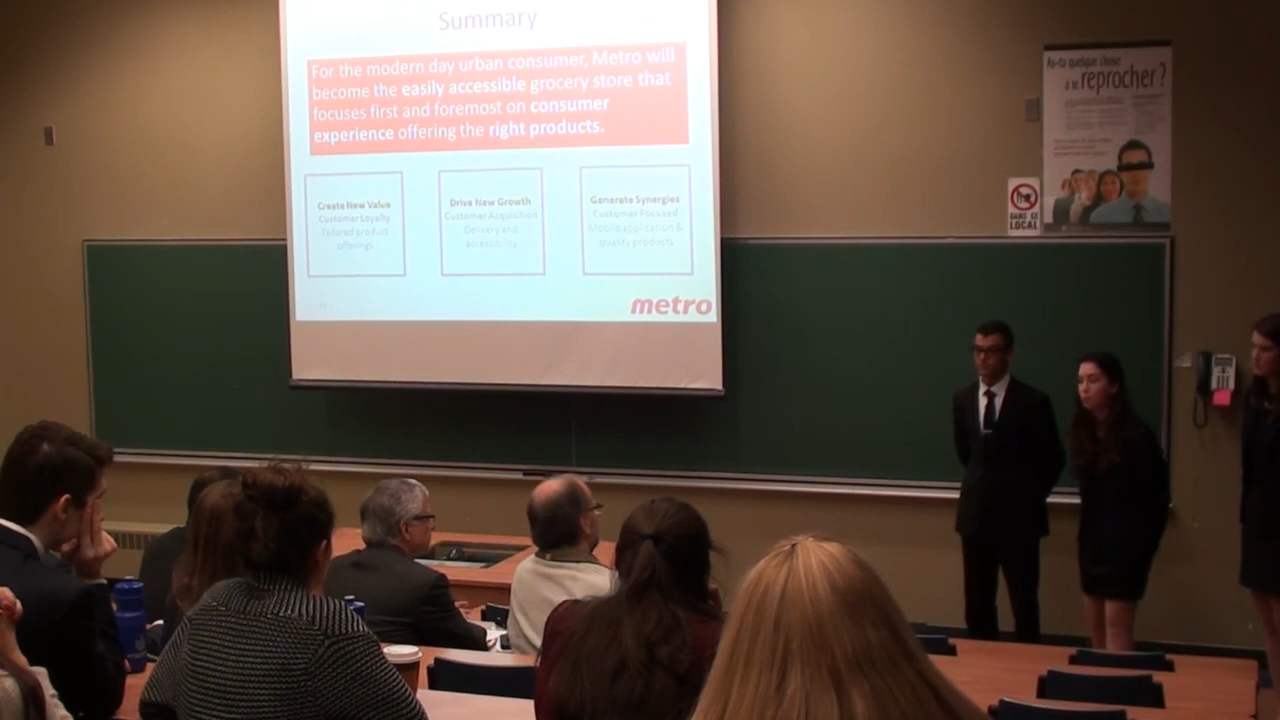 Summary
For the modern day urban consumer, Metro will
become the easily accessible grocery store that
focuses first and foremost on consumer
experience offering the right products.
Create New Value
Customer Loyalty
Tailored product
offerings
Drive New Growth
Customer Acquisition
Delivery and
accessibility
Generate Synergies
Customer Focused
Mobile application &
quality products
metro
As-tu quelque chose
à te reprocher?
DANS CE
LOCAL